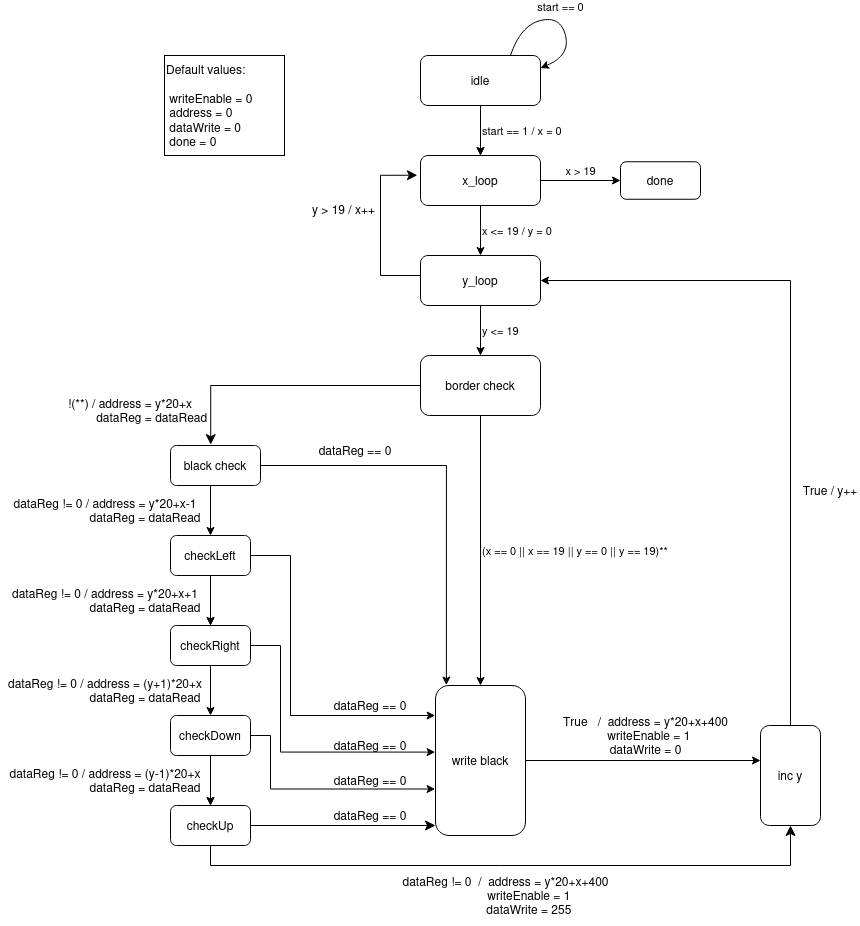 start == 0
idle
Default values:
writeEnable = 0
address = 0
dataWrite = 0
done = 0
start == 1 / x = 0
x_loop
x > 19
done
y > 19 / x++
x <= 19 / y = 0
y_loop
y <= 19
border check
!(**) / address = y*20+x
dataReg = dataRead
black check
dataReg == 0
True / y++
dataReg != 0 / address = y*20+x-1
dataReg = dataRead
checkLeft
(x == 0 || x == 19 || y == 0 || y == 19)**
dataReg != 0 / address = y*20+x+1
dataReg = dataRead
checkRight
dataReg != 0 / address = (y+1)*20+x
dataReg = dataRead
checkDown
dataReg != 0 / address = (y-1)*20+x
dataReg = dataRead
checkUp
dataReg == 0
dataReg == 0
dataReg == 0
dataReg == 0
write black
True / address = y*20+x+400
writeEnable = 1
dataWrite = 0
inc y
dataReg != 0 / address = y*20+x+400
writeEnable = 1
dataWrite = 255